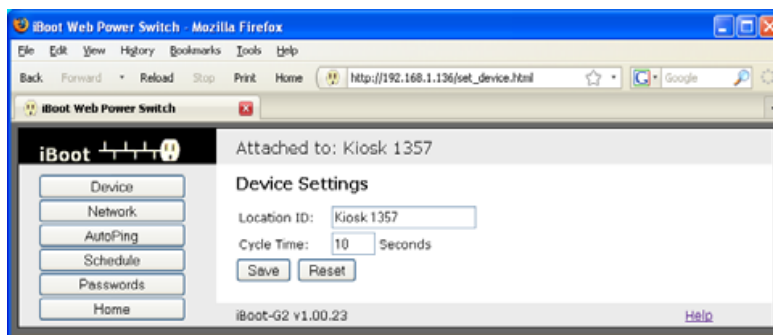 iBoot Web Power Switch - Mozilla Firefox
File Edit View History Bookmarks Tools Help
Back Forward Reload Stop Print Home http://192.168.1.136/set_device.html Google
iBoot Web Power Switch
iBoot Attached to: Kiosk 1357
Device Device Settings
Network Location ID: Kiosk 1357
AutoPing Cycle Time: 10 Seconds
Schedule Save Reset
Passwords
Home iBoot-G2 v1.00.23 Help